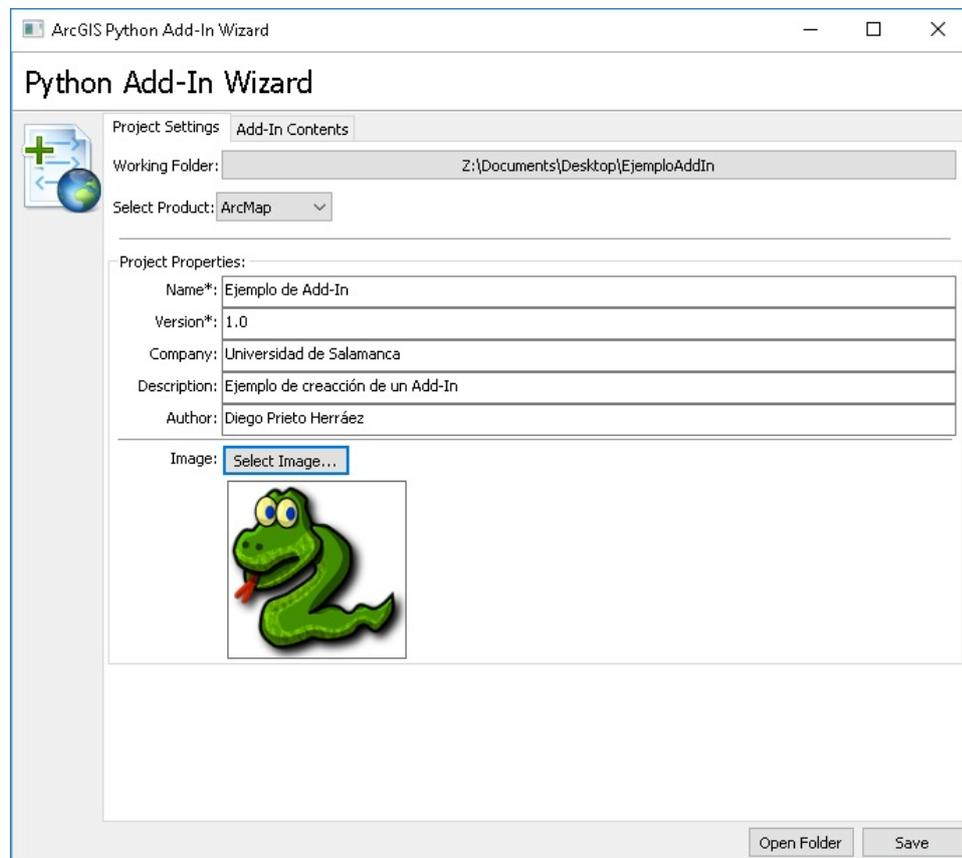 ArcGIS Python Add-In Wizard
Python Add-In Wizard
Project Settings Add-In Contents
Working Folder: Z:\Documents\Desktop\EjemploAddIn
Select Product: ArcMap
Project Properties:
Name*: Ejemplo de Add-In
Version*: 1.0
Company: Universidad de Salamanca
Description: Ejemplo de creacción de un Add-In
Author: Diego Prieto Herráez
Image: Select Image...
Open Folder Save